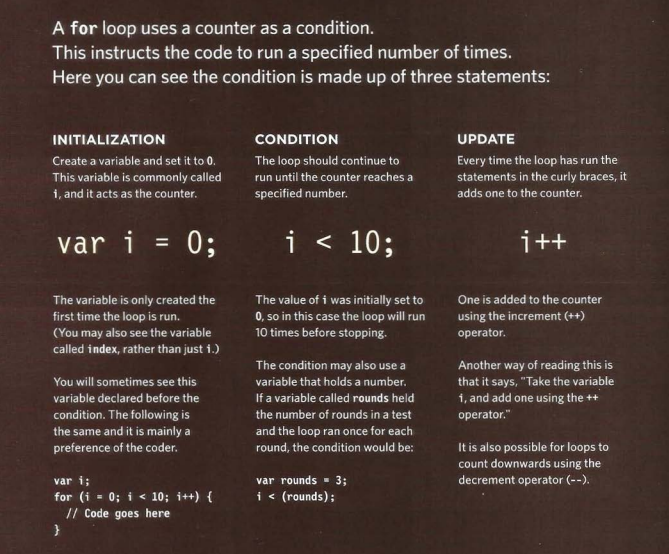 A for loop uses a counter as a condition.
This instructs the code to run a specified number of times.
Here you can see the condition is made up of three statements:
INITIALIZATION
Create a variable and set it to 0.
This variable is commonly called
i, and it acts as the counter.
var i = 0;
The variable is only created the
first time the loop is run.
(You may also see the variable
called index, rather than just i.)
You will sometimes see this
variable declared before the
condition. The following is
the same and it is mainly a
preference of the coder.
var i;
for (i = 0; i < 10; i++) {
// Code goes here
}
CONDITION
The loop should continue to
run until the counter reaches a
specified number.
i < 10;
The value of i was initially set to
0, so in this case the loop will run
10 times before stopping.
The condition may also use a
variable that holds a number.
If a variable called rounds held
the number of rounds in a test
and the loop ran once for each
round, the condition would be:
var rounds = 3;
i < (rounds);
UPDATE
Every time the loop has run the
statements in the curly braces, it
adds one to the counter.
i++
One is added to the counter
using the increment (++)
operator.
Another way of reading this is
that it says, "Take the variable
i, and add one using the ++
operator."
It is also possible for loops to
count downwards using the
decrement operator (--).